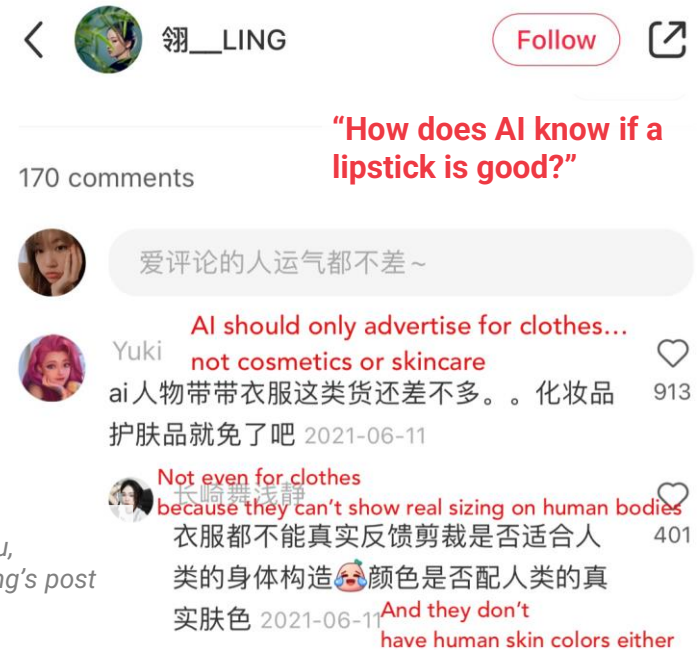 翎__LING
Follow
“How does AI know if a
lipstick is good?”
170 comments
爱评论的人运气都不差~
AI should only advertise for clothes...
not cosmetics or skincare
Yuki
ai人物带带衣服这类货还差不多。。化妆品
护肤品就免了吧 2021-06-11
913
Not even for clothes
because they can’t show real sizing on human bodies
长崎舞浅静
衣服都不能真实反馈剪裁是否适合人
类的身体构造😂颜色是否配人类的真
实肤色 2021-06-11
401
And they don’t
have human skin colors either
u,
ng’s post